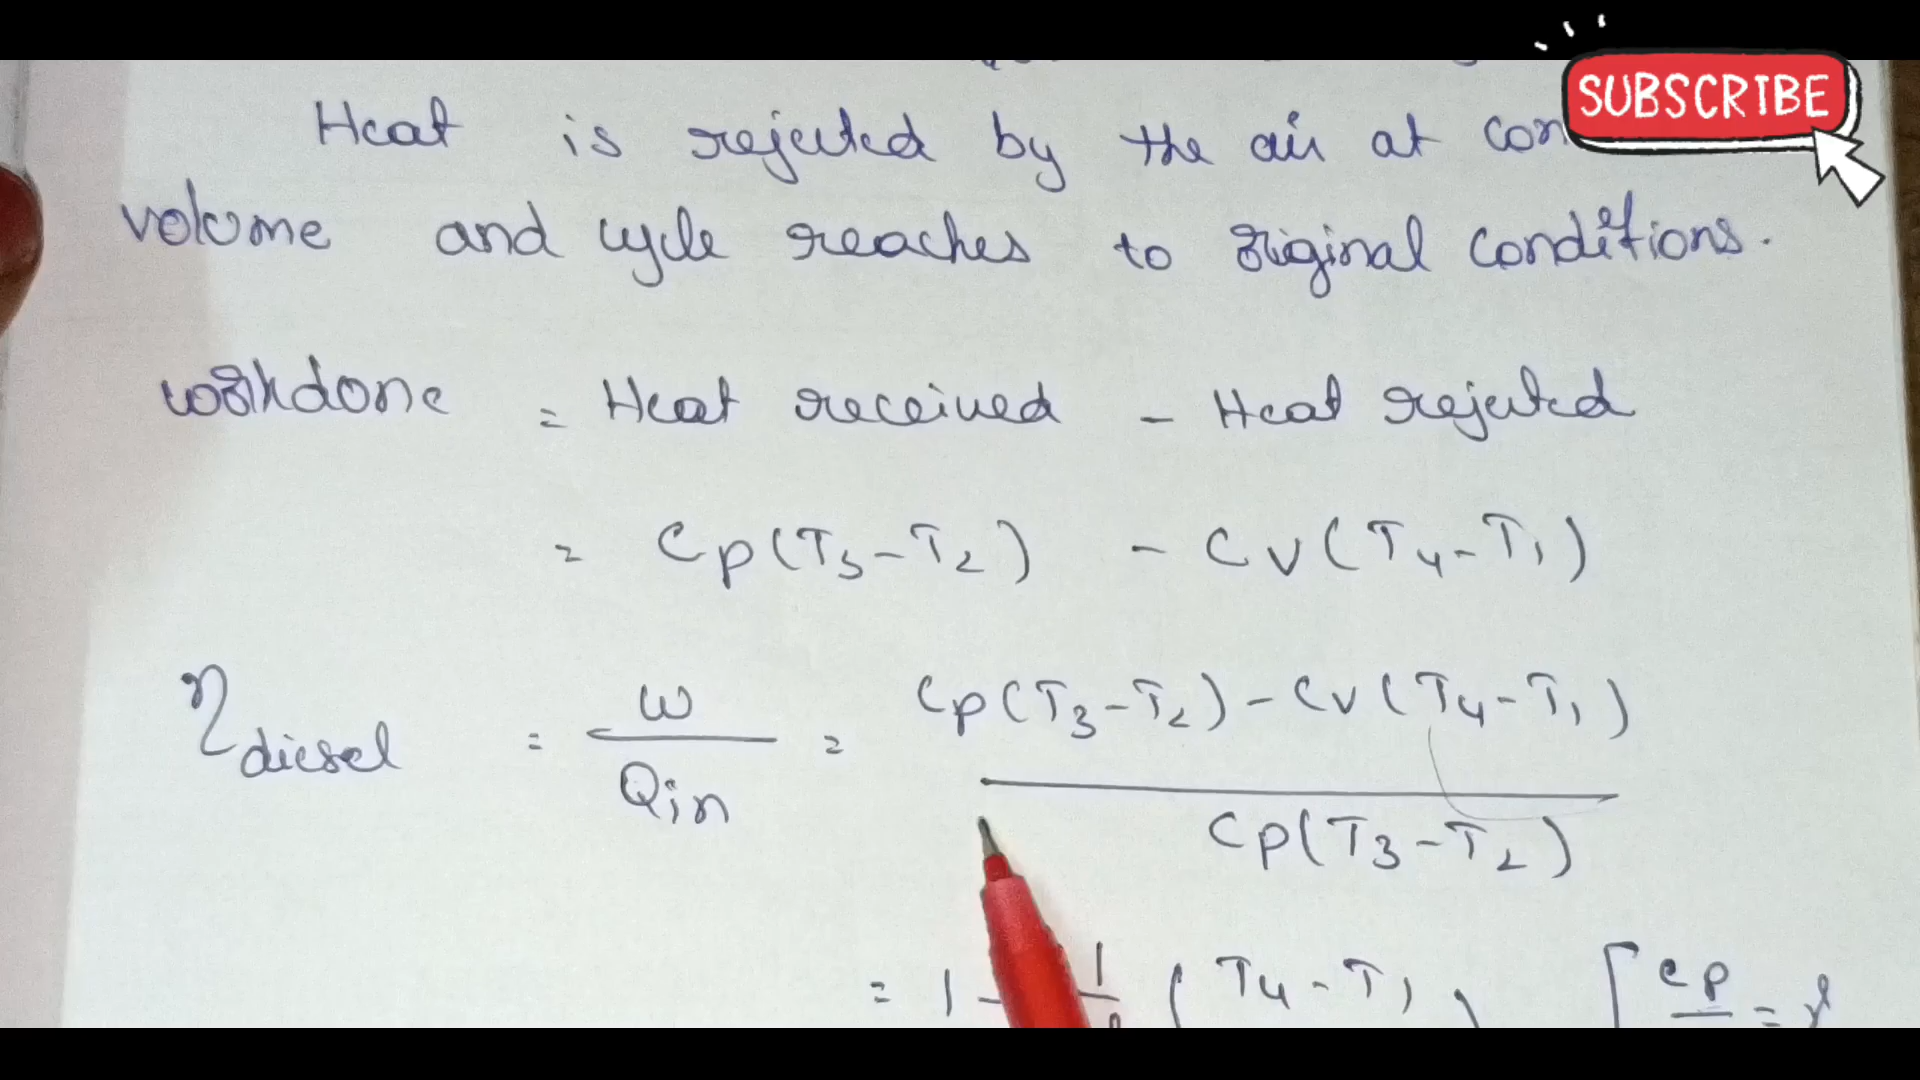 SUBSCRIBE
Heat is rejected by the air at con
volume and cycle reaches to original conditions.
workdone = Heat received - Heat rejected
= Cp(T3-T2) - Cv(T4-T1)
ηdiesel = W/Qin = Cp(T3-T2)-Cv(T4-T1)
Cp(T3-T2)
= 1 - 1 (T4-T1) [Cp = γ